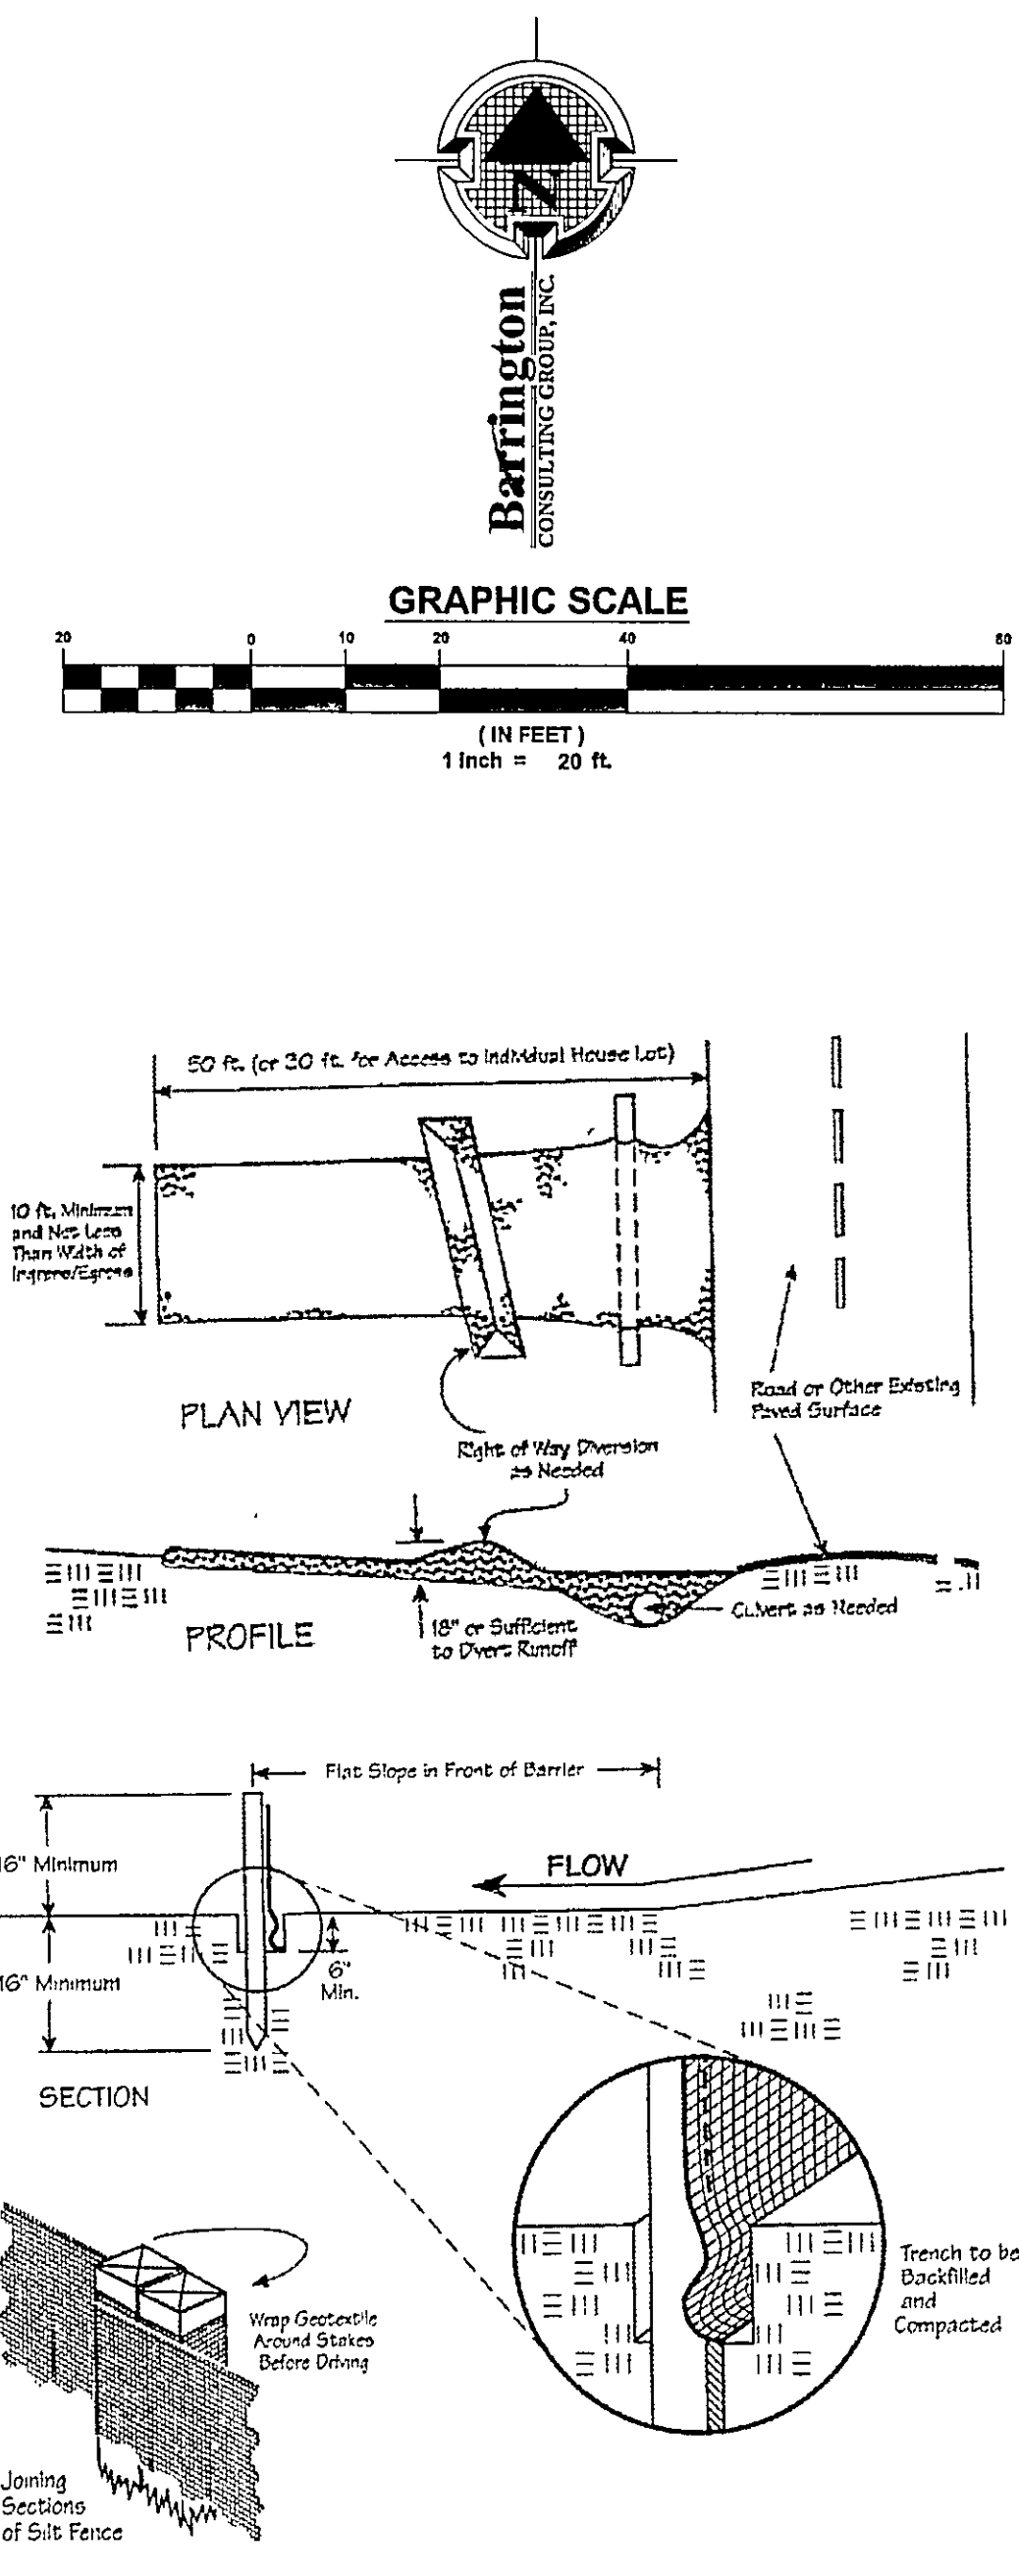 N
Barrington
CONSULTING GROUP, INC.
GRAPHIC SCALE
20 0 10 20 40 80
( IN FEET )
1 inch = 20 ft.
50 ft. (or 30 ft. for Access to Individual House Lot)
10 ft. Minimum
and Not Less
Than Width of
Ingress/Egress
PLAN VIEW
Road or Other Existing
Paved Surface
Right of Way Diversion
as Needed
Culvert as Needed
18" or Sufficient
to Divert Runoff
PROFILE
Flat Slope in Front of Barrier
16" Minimum
FLOW
6"
Min.
16" Minimum
SECTION
Trench to be
Backfilled
and
Compacted
Wrap Geotextile
Around Stakes
Before Driving
Joining
Sections
of Silt Fence